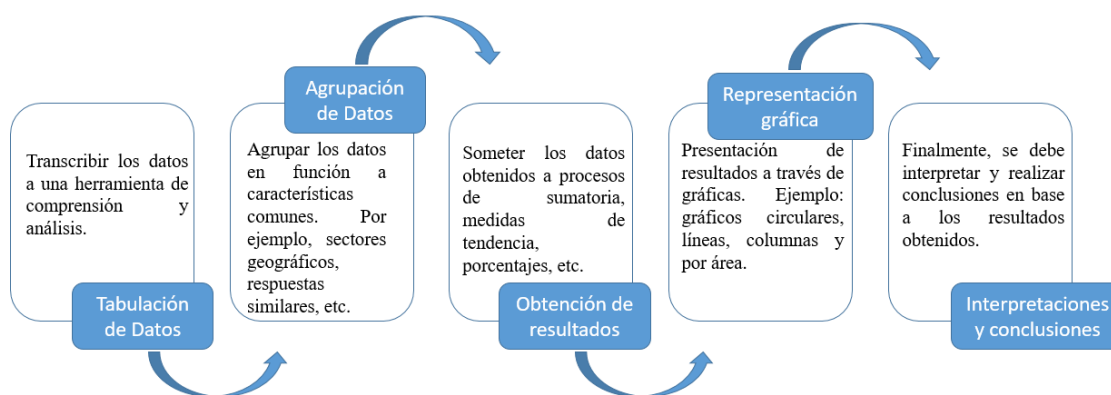 Transcribir los datos
a una herramienta de
comprensión y
análisis.
Tabulación
de Datos
Agrupación
de Datos
Agrupar los datos
en función a
características
comunes. Por
ejemplo, sectores
geográficos,
respuestas
similares, etc.
Someter los datos
obtenidos a procesos
de sumatoria,
medidas de
tendencia,
porcentajes, etc.
Obtención de
resultados
Representación
gráfica
Presentación de
resultados a través de
gráficas. Ejemplo:
gráficos circulares,
líneas, columnas y
por área.
Finalmente, se debe
interpretar y realizar
conclusiones en base
a los resultados
obtenidos.
Interpretaciones
y conclusiones